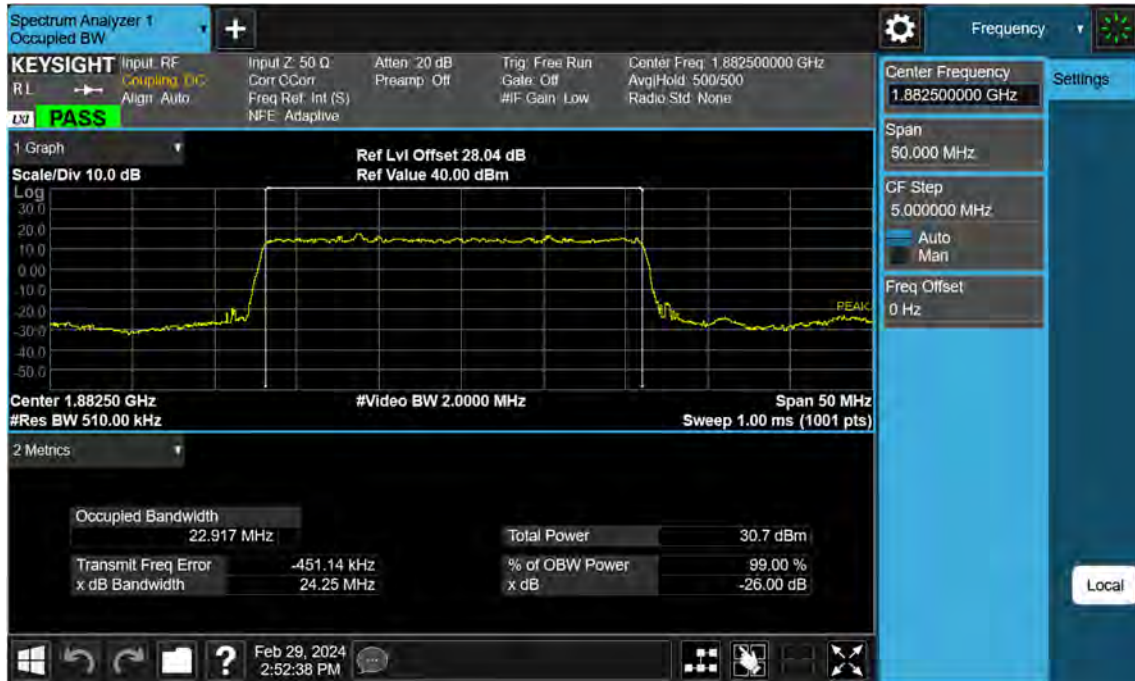 Spectrum Analyzer 1
Occupied BW
+
Frequency
KEYSIGHT
RL
LXI
PASS
Input: RF
Coupling: DC
Align: Auto
Input Z: 50 Ω
Corr CCorr
Freq Ref: Int (S)
NFE: Adaptive
Atten: 20 dB
Preamp: Off
Trig: Free Run
Gate: Off
#IF Gain: Low
Center Freq: 1.882500000 GHz
Avg|Hold: 500/500
Radio Std: None
Center Frequency
1.882500000 GHz
Settings
Span
50.000 MHz
CF Step
5.000000 MHz
Auto
Man
Freq Offset
0 Hz
1 Graph
Scale/Div 10.0 dB
Ref Lvl Offset 28.04 dB
Ref Value 40.00 dBm
Log
30.0
20.0
10.0
0.00
-10.0
-20.0
-30.0
-40.0
-50.0
PEAK
Center 1.88250 GHz
#Video BW 2.0000 MHz
Span 50 MHz
#Res BW 510.00 kHz
Sweep 1.00 ms (1001 pts)
2 Metrics
Occupied Bandwidth
22.917 MHz
Total Power 30.7 dBm
Transmit Freq Error -451.14 kHz
% of OBW Power 99.00 %
x dB Bandwidth 24.25 MHz
x dB -26.00 dB
Local
?
Feb 29, 2024
2:52:38 PM